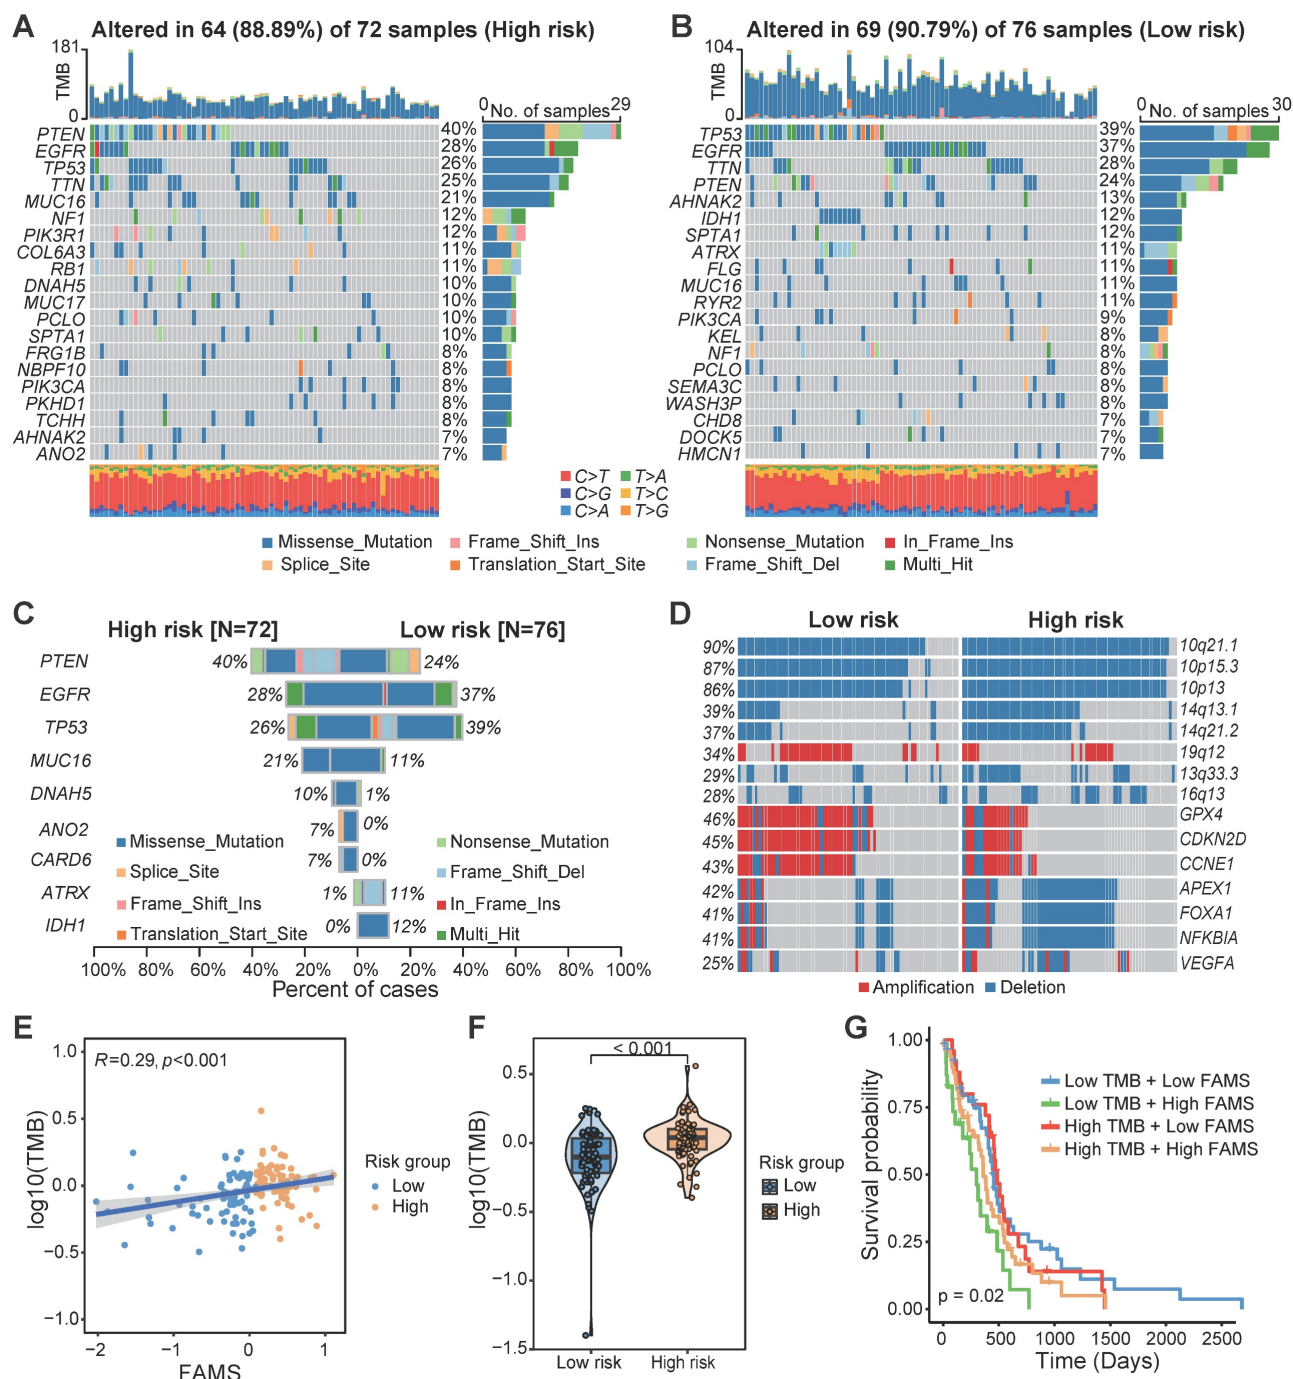 A
Altered in 64 (88.89%) of 72 samples (High risk)
181
TMB
0
0 No. of samples 29
PTEN 40%
EGFR 28%
TP53 26%
TTN 25%
MUC16 21%
NF1 12%
PIK3R1 12%
COL6A3 11%
RB1 11%
DNAH5 10%
MUC17 10%
PCLO 10%
SPTA1 10%
FRG1B 8%
NBPF10 8%
PIK3CA 8%
PKHD1 8%
TCHH 8%
AHNAK2 7%
ANO2 7%
B
Altered in 69 (90.79%) of 76 samples (Low risk)
104
TMB
0
0 No. of samples 30
TP53 39%
EGFR 37%
TTN 28%
PTEN 24%
AHNAK2 13%
IDH1 12%
SPTA1 12%
ATRX 11%
FLG 11%
MUC16 11%
RYR2 11%
PIK3CA 9%
KEL 8%
NF1 8%
PCLO 8%
SEMA3C 8%
WASH3P 8%
CHD8 7%
DOCK5 7%
HMCN1 7%
C>T T>A
C>G T>C
C>A T>G
Missense_Mutation Frame_Shift_Ins Nonsense_Mutation In_Frame_Ins
Splice_Site Translation_Start_Site Frame_Shift_Del Multi_Hit
C
High risk [N=72] Low risk [N=76]
PTEN 40% 24%
EGFR 28% 37%
TP53 26% 39%
MUC16 21% 11%
DNAH5 10% 1%
ANO2 7% 0%
CARD6 7% 0%
ATRX 1% 11%
IDH1 0% 12%
Missense_Mutation Nonsense_Mutation
Splice_Site Frame_Shift_Del
Frame_Shift_Ins In_Frame_Ins
Translation_Start_Site Multi_Hit
100% 80% 60% 40% 20% 0% 20% 40% 60% 80% 100%
Percent of cases
D
Low risk High risk
90% 10q21.1
87% 10p15.3
86% 10p13
39% 14q13.1
37% 14q21.2
34% 19q12
29% 13q33.3
28% 16q13
46% GPX4
45% CDKN2D
43% CCNE1
42% APEX1
41% FOXA1
41% NFKBIA
25% VEGFA
Amplification Deletion
E
R=0.29, p<0.001
log10(TMB)
1.0
0.5
0.0
−0.5
−1.0
−2 −1 0 1
FAMS
Risk group
Low
High
F
< 0.001
log10(TMB)
0.5
0.0
−0.5
−1.0
−1.5
Low risk High risk
Risk group
Low
High
G
Survival probability
1.00
0.75
0.50
0.25
0.00
Low TMB + Low FAMS
Low TMB + High FAMS
High TMB + Low FAMS
High TMB + High FAMS
p = 0.02
0 500 1000 1500 2000 2500
Time (Days)